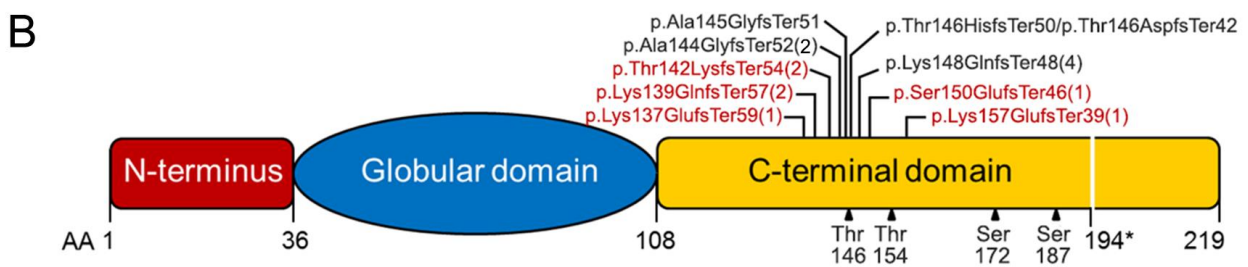 B
p.Ala145GlyfsTer51
p.Thr146HisfsTer50/p.Thr146AspfsTer42
p.Ala144GlyfsTer52(2)
p.Lys148GlnfsTer48(4)
p.Thr142LysfsTer54(2)
p.Lys139GlnfsTer57(2)
p.Ser150GlufsTer46(1)
p.Lys137GlufsTer59(1)
p.Lys157GlufsTer39(1)
N-terminus
Globular domain
C-terminal domain
AA 1
36
108
Thr
146
Thr
154
Ser
172
Ser
187
194*
219